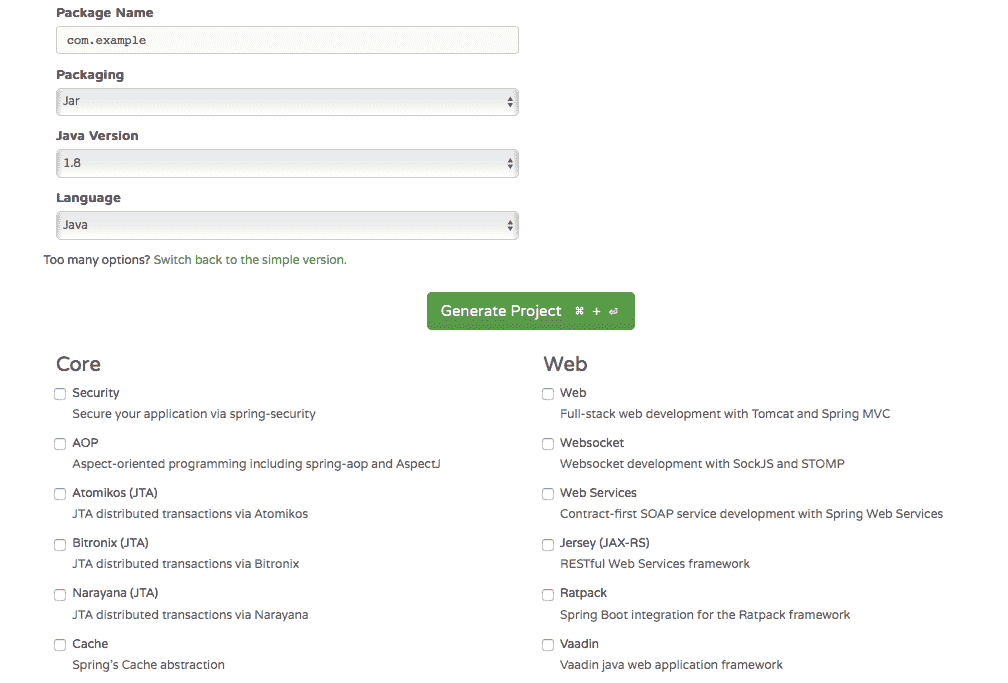 Package Name
com.example
Packaging
Jar
Java Version
1.8
Language
Java
Too many options? Switch back to the simple version.
Generate Project ⌘ + ⏎
Core
Security
Secure your application via spring-security
AOP
Aspect-oriented programming including spring-aop and AspectJ
Atomikos (JTA)
JTA distributed transactions via Atomikos
Bitronix (JTA)
JTA distributed transactions via Bitronix
Narayana (JTA)
JTA distributed transactions via Narayana
Cache
Spring's Cache abstraction
Web
Web
Full-stack web development with Tomcat and Spring MVC
Websocket
Websocket development with SockJS and STOMP
Web Services
Contract-first SOAP service development with Spring Web Services
Jersey (JAX-RS)
RESTful Web Services framework
Ratpack
Spring Boot integration for the Ratpack framework
Vaadin
Vaadin java web application framework